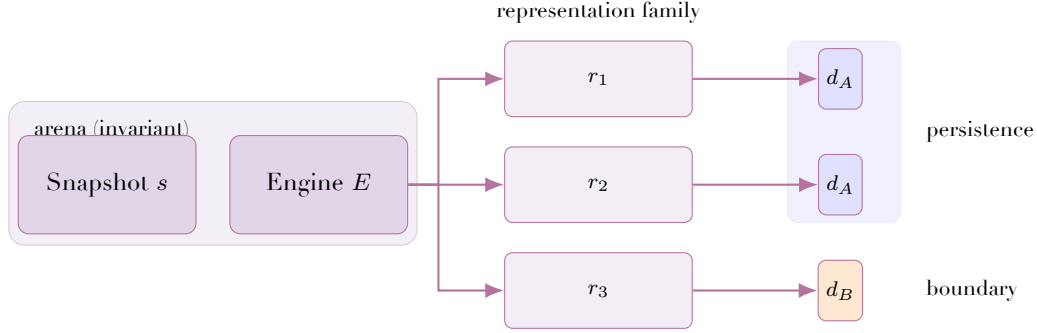 representation family
arena (invariant)
Snapshot s
Engine E
r₁
d_A
r₂
d_A
persistence
r₃
d_B
boundary